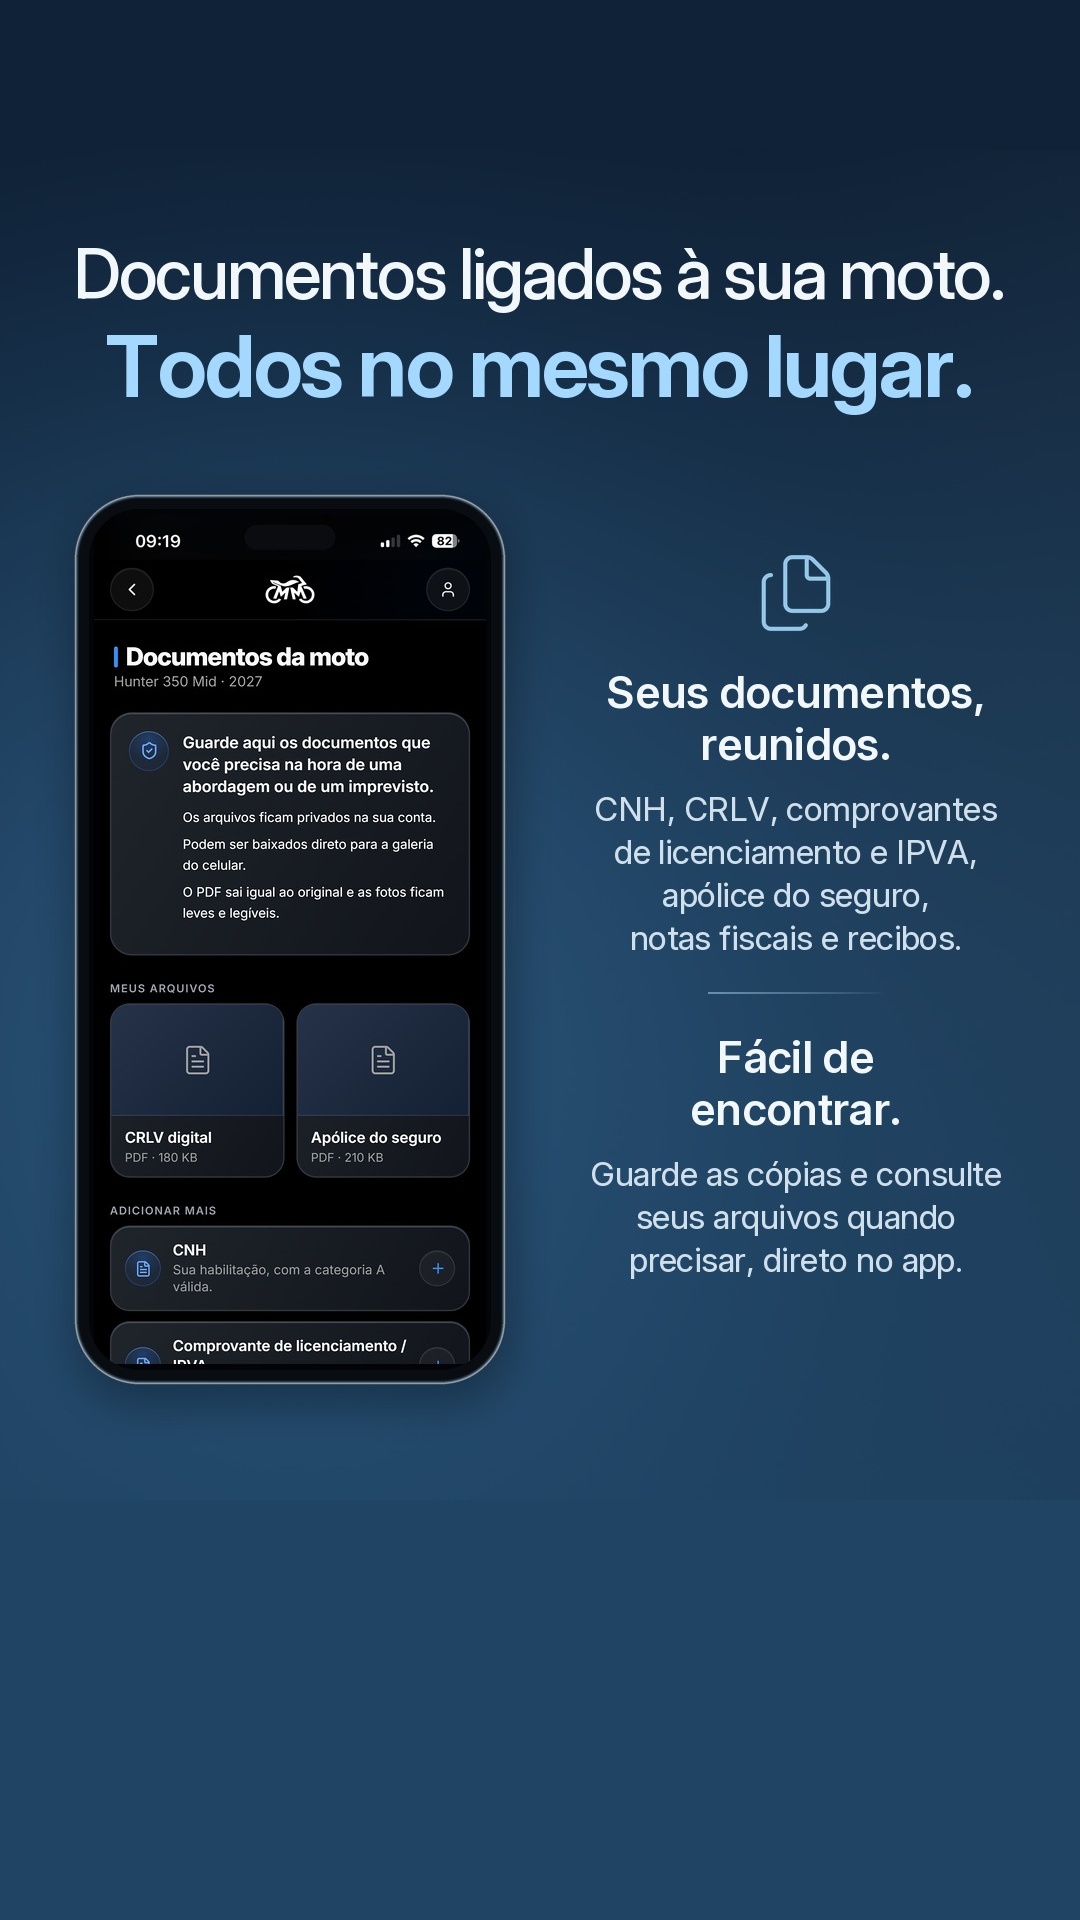 Documentos ligados à sua moto.
Todos no mesmo lugar.
09:19
82
MM
Documentos da moto
Hunter 350 Mid · 2027
Guarde aqui os documentos que
você precisa na hora de uma
abordagem ou de um imprevisto.
Os arquivos ficam privados na sua conta.
Podem ser baixados direto para a galeria
do celular.
O PDF sai igual ao original e as fotos ficam
leves e legíveis.
MEUS ARQUIVOS
CRLV digital
PDF · 180 KB
Apólice do seguro
PDF · 210 KB
ADICIONAR MAIS
CNH
Sua habilitação, com a categoria A
válida.
Comprovante de licenciamento /
IPVA
Seus documentos,
reunidos.
CNH, CRLV, comprovantes
de licenciamento e IPVA,
apólice do seguro,
notas fiscais e recibos.
Fácil de
encontrar.
Guarde as cópias e consulte
seus arquivos quando
precisar, direto no app.